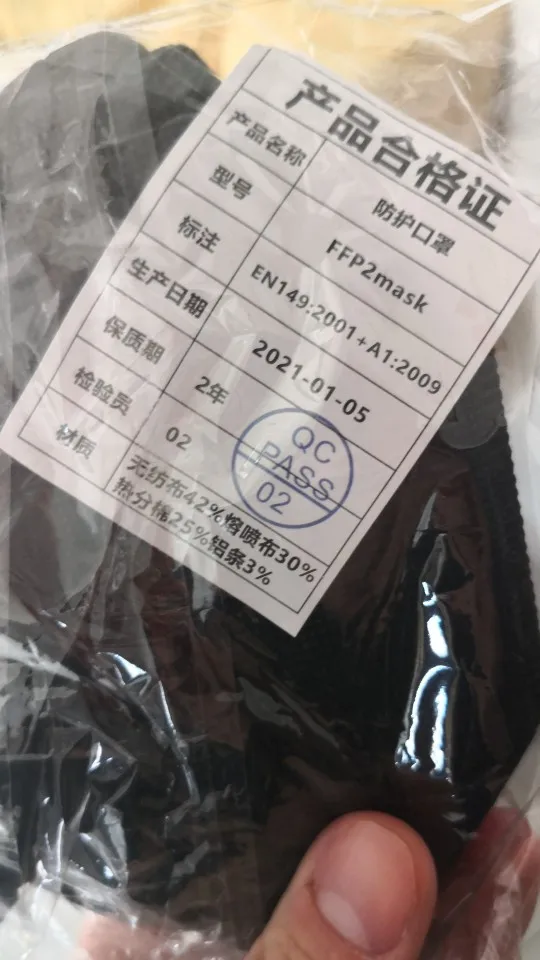 产品合格证
产品名称 防护口罩
型号 FFP2mask
标注 EN149:2001+A1:2009
生产日期 2021-01-05
保质期 2年
检验员 02
材质 无纺布42%熔喷布30%
热分棉25%铝条3%
QC
PASS
02